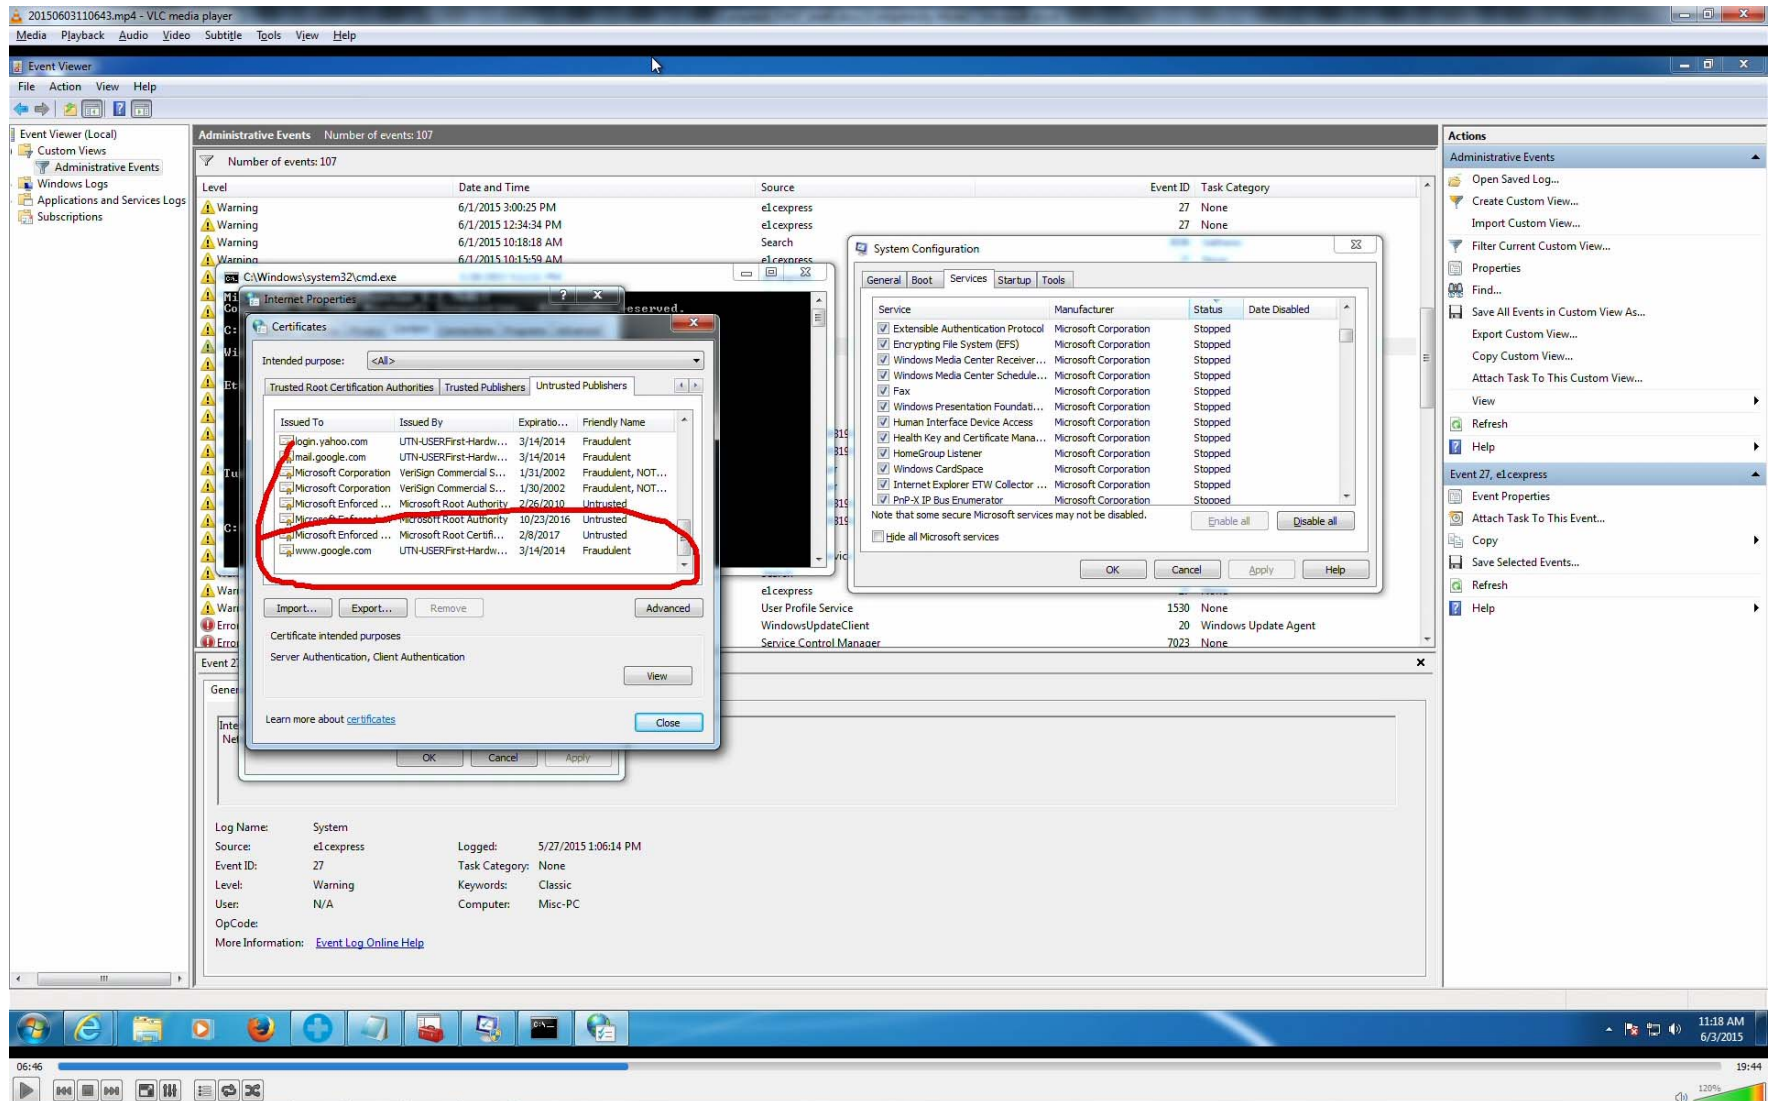 20150603110643.mp4 - VLC media player
Media Playback Audio Video Subtitle Tools View Help
Event Viewer
File Action View Help
Event Viewer (Local)
Custom Views
Administrative Events
Windows Logs
Applications and Services Logs
Subscriptions
Administrative Events Number of events: 107
Number of events: 107
Level Date and Time Source Event ID Task Category
Warning 6/1/2015 3:00:25 PM e1cexpress 27 None
Warning 6/1/2015 12:34:34 PM e1cexpress 27 None
Warning 6/1/2015 10:18:18 AM Search
Warning 6/1/2015 10:15:59 AM e1cexpress
C:\Windows\system32\cmd.exe
Internet Properties
Certificates
Intended purpose: <All>
Trusted Root Certification Authorities Trusted Publishers Untrusted Publishers
Issued To Issued By Expiratio... Friendly Name
login.yahoo.com UTN-USERFirst-Hardw... 3/14/2014 Fraudulent
mail.google.com UTN-USERFirst-Hardw... 3/14/2014 Fraudulent
Microsoft Corporation VeriSign Commercial S... 1/31/2002 Fraudulent, NOT...
Microsoft Corporation VeriSign Commercial S... 1/30/2002 Fraudulent, NOT...
Microsoft Enforced ... Microsoft Root Authority 2/26/2010 Untrusted
Microsoft Enforced ... Microsoft Root Authority 10/23/2016 Untrusted
Microsoft Enforced ... Microsoft Root Certifi... 2/8/2017 Untrusted
www.google.com UTN-USERFirst-Hardw... 3/14/2014 Fraudulent
Import... Export... Remove Advanced
Certificate intended purposes
Server Authentication, Client Authentication
View
Learn more about certificates
Close
OK Cancel Apply
System Configuration
General Boot Services Startup Tools
Service Manufacturer Status Date Disabled
Extensible Authentication Protocol Microsoft Corporation Stopped
Encrypting File System (EFS) Microsoft Corporation Stopped
Windows Media Center Receiver... Microsoft Corporation Stopped
Windows Media Center Schedule... Microsoft Corporation Stopped
Fax Microsoft Corporation Stopped
Windows Presentation Foundati... Microsoft Corporation Stopped
Human Interface Device Access Microsoft Corporation Stopped
Health Key and Certificate Mana... Microsoft Corporation Stopped
HomeGroup Listener Microsoft Corporation Stopped
Windows CardSpace Microsoft Corporation Stopped
Internet Explorer ETW Collector ... Microsoft Corporation Stopped
PnP-X IP Bus Enumerator Microsoft Corporation Stopped
Note that some secure Microsoft services may not be disabled.
Enable all Disable all
Hide all Microsoft services
OK Cancel Apply Help
e1cexpress
User Profile Service 1530 None
WindowsUpdateClient 20 Windows Update Agent
Service Control Manager 7023 None
Log Name: System
Source: e1cexpress Logged: 5/27/2015 1:06:14 PM
Event ID: 27 Task Category: None
Level: Warning Keywords: Classic
User: N/A Computer: Misc-PC
OpCode:
More Information: Event Log Online Help
Actions
Administrative Events
Open Saved Log...
Create Custom View...
Import Custom View...
Filter Current Custom View...
Properties
Find...
Save All Events in Custom View As...
Export Custom View...
Copy Custom View...
Attach Task To This Custom View...
View
Refresh
Help
Event 27, e1cexpress
Event Properties
Attach Task To This Event...
Copy
Save Selected Events...
Refresh
Help
11:18 AM
6/3/2015
06:46 19:44
120%